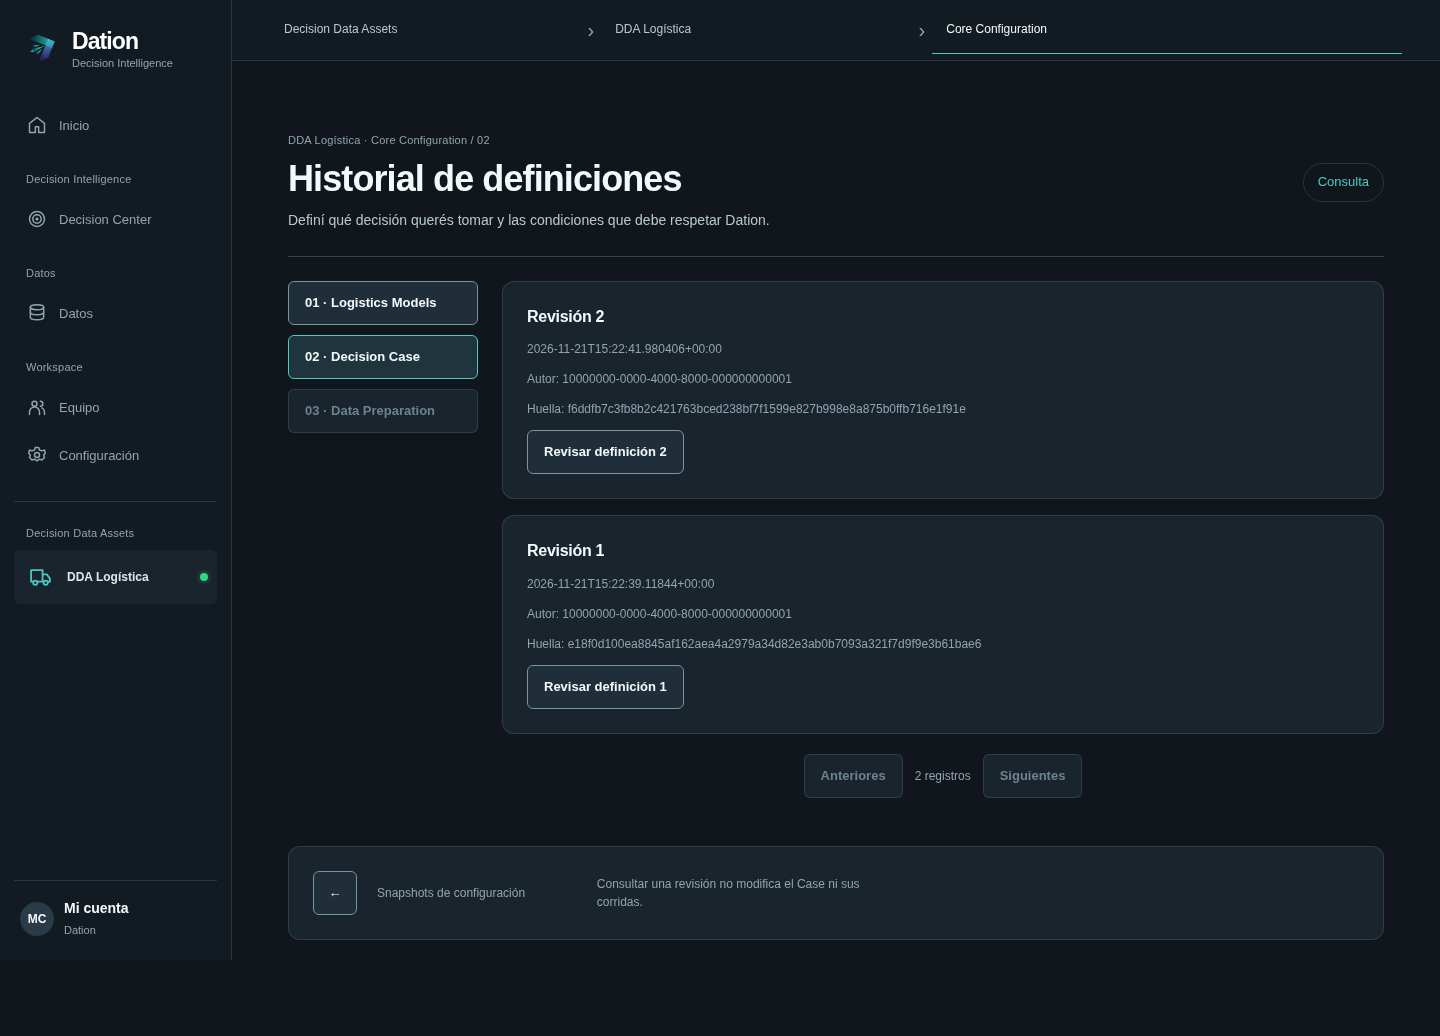 Dation
Decision Intelligence
Inicio
Decision Intelligence
Decision Center
Datos
Datos
Workspace
Equipo
Configuración
Decision Data Assets
DDA Logística
MC
Mi cuenta
Dation
Decision Data Assets
›
DDA Logística
›
Core Configuration
DDA Logística · Core Configuration / 02
Historial de definiciones
Definí qué decisión querés tomar y las condiciones que debe respetar Dation.
Consulta
01 · Logistics Models
02 · Decision Case
03 · Data Preparation
Revisión 2
2026-11-21T15:22:41.980406+00:00
Autor: 10000000-0000-4000-8000-000000000001
Huella: f6ddfb7c3fb8b2c421763bced238bf7f1599e827b998e8a875b0ffb716e1f91e
Revisar definición 2
Revisión 1
2026-11-21T15:22:39.11844+00:00
Autor: 10000000-0000-4000-8000-000000000001
Huella: e18f0d100ea8845af162aea4a2979a34d82e3ab0b7093a321f7d9f9e3b61bae6
Revisar definición 1
Anteriores
2 registros
Siguientes
←
Snapshots de configuración
Consultar una revisión no modifica el Case ni sus
corridas.